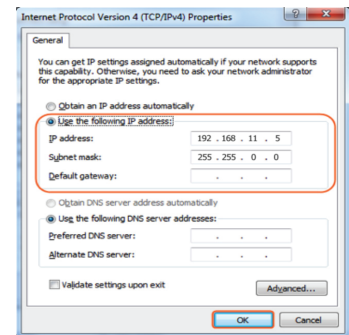 Internet Protocol Version 4 (TCP/IPv4) Properties
General
You can get IP settings assigned automatically if your network supports
this capability. Otherwise, you need to ask your network administrator
for the appropriate IP settings.
Obtain an IP address automatically
Use the following IP address:
IP address: 192 . 168 . 11 . 5
Subnet mask: 255 . 255 . 0 . 0
Default gateway: . . .
Obtain DNS server address automatically
Use the following DNS server addresses:
Preferred DNS server: . . .
Alternate DNS server: . . .
Validate settings upon exit
Advanced...
OK Cancel